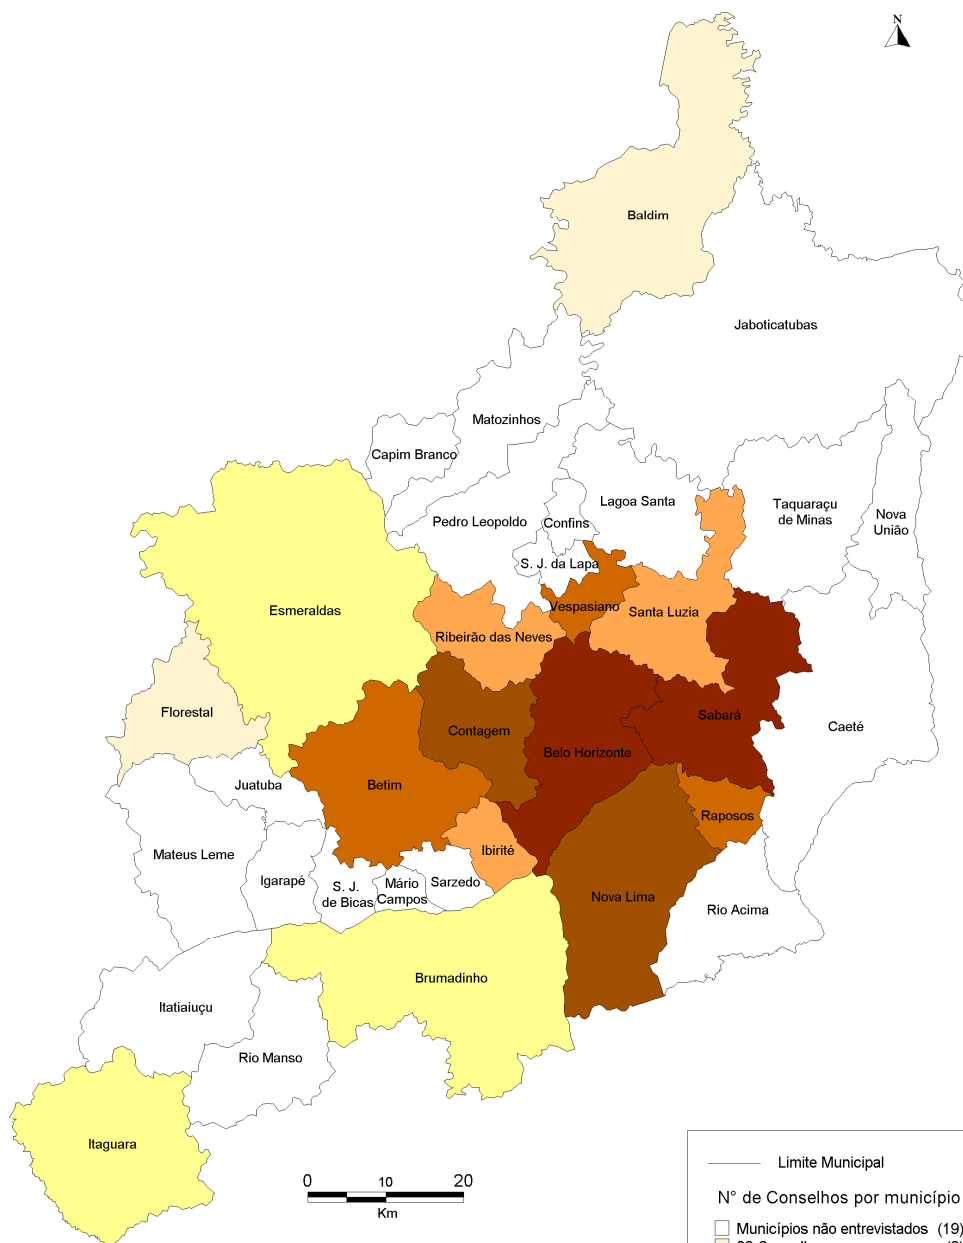 N
Baldim
Jaboticatubas
Matozinhos
Capim Branco
Lagoa Santa
Taquaraçu
de Minas
Nova
União
Pedro Leopoldo
Confins
S. J. da Lapa
Vespasiano
Santa Luzia
Esmeraldas
Ribeirão das Neves
Florestal
Sabará
Caeté
Contagem
Belo Horizonte
Juatuba
Betim
Raposos
Mateus Leme
Ibirité
Igarapé
S. J.
de Bicas
Mário
Campos
Sarzedo
Nova Lima
Rio Acima
Brumadinho
Itatiaiuçu
Rio Manso
Itaguara
0 10 20
Km
Limite Municipal
N° de Conselhos por município
Municípios não entrevistados (19)